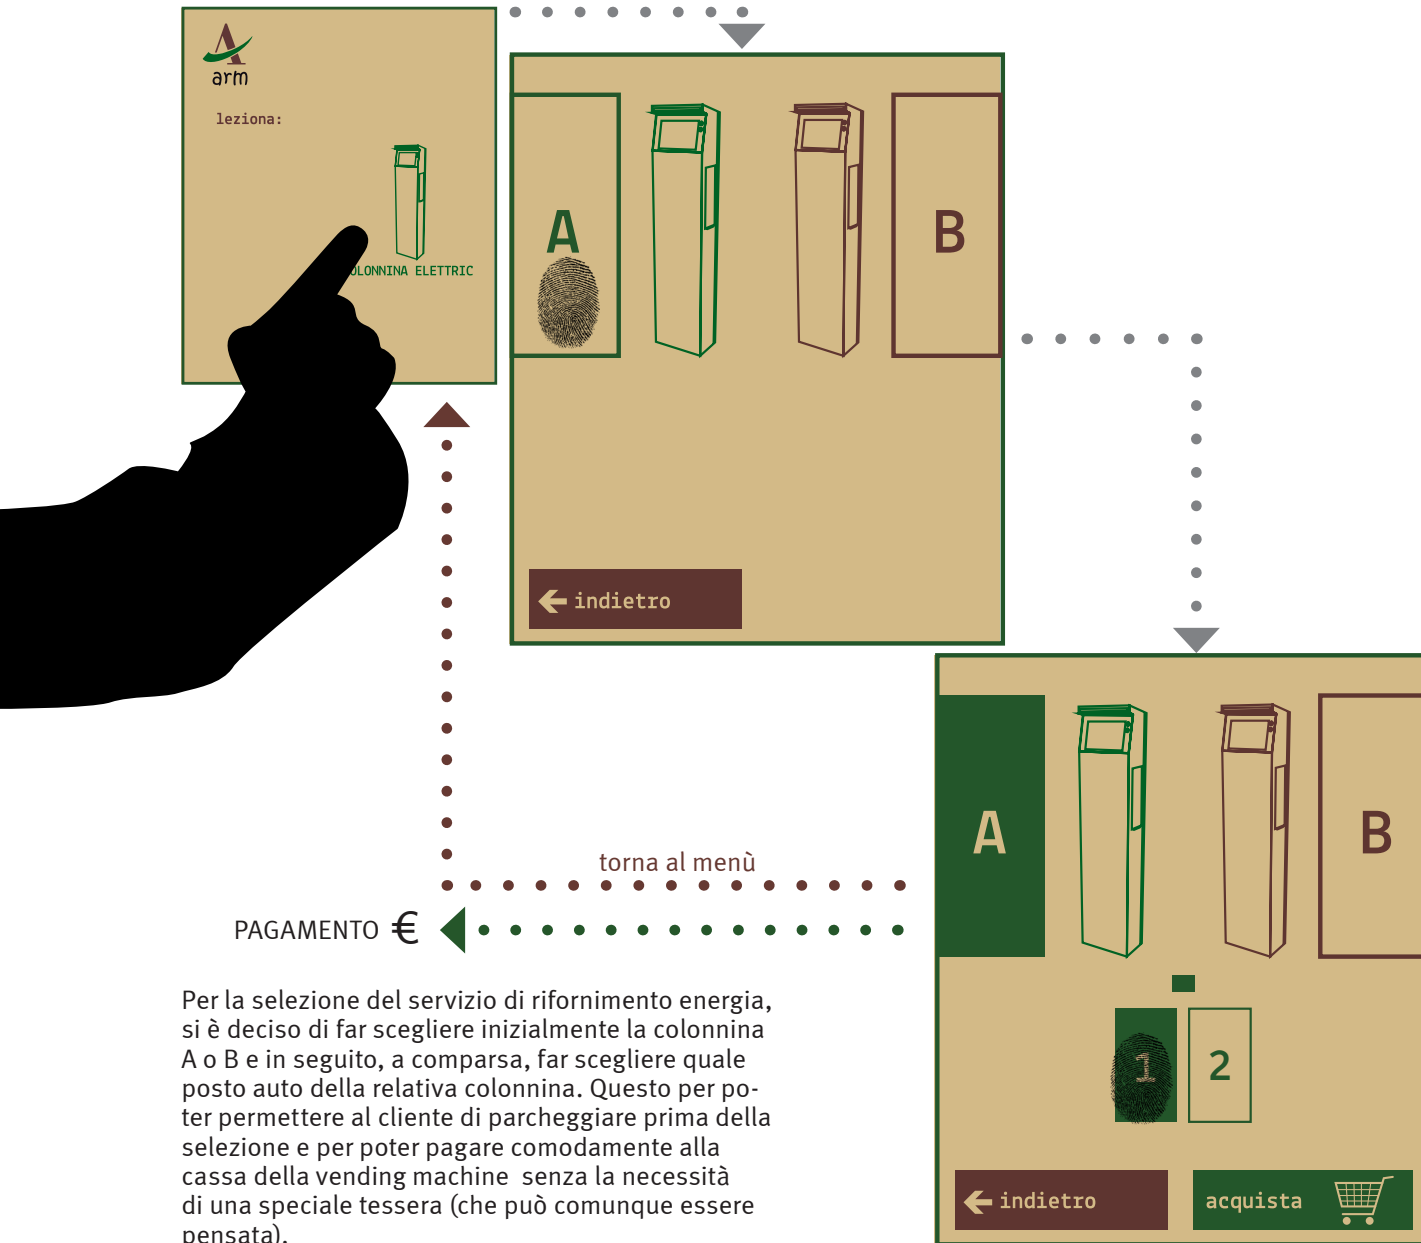 arm
leziona:
OLONNINA ELETTRIC
A
B
indietro
A
B
1
2
indietro
acquista
torna al menù
PAGAMENTO €
Per la selezione del servizio di rifornimento energia,
si è deciso di far scegliere inizialmente la colonnina
A o B e in seguito, a comparsa, far scegliere quale
posto auto della relativa colonnina. Questo per po-
ter permettere al cliente di parcheggiare prima della
selezione e per poter pagare comodamente alla
cassa della vending machine senza la necessità
di una speciale tessera (che può comunque essere
pensata).